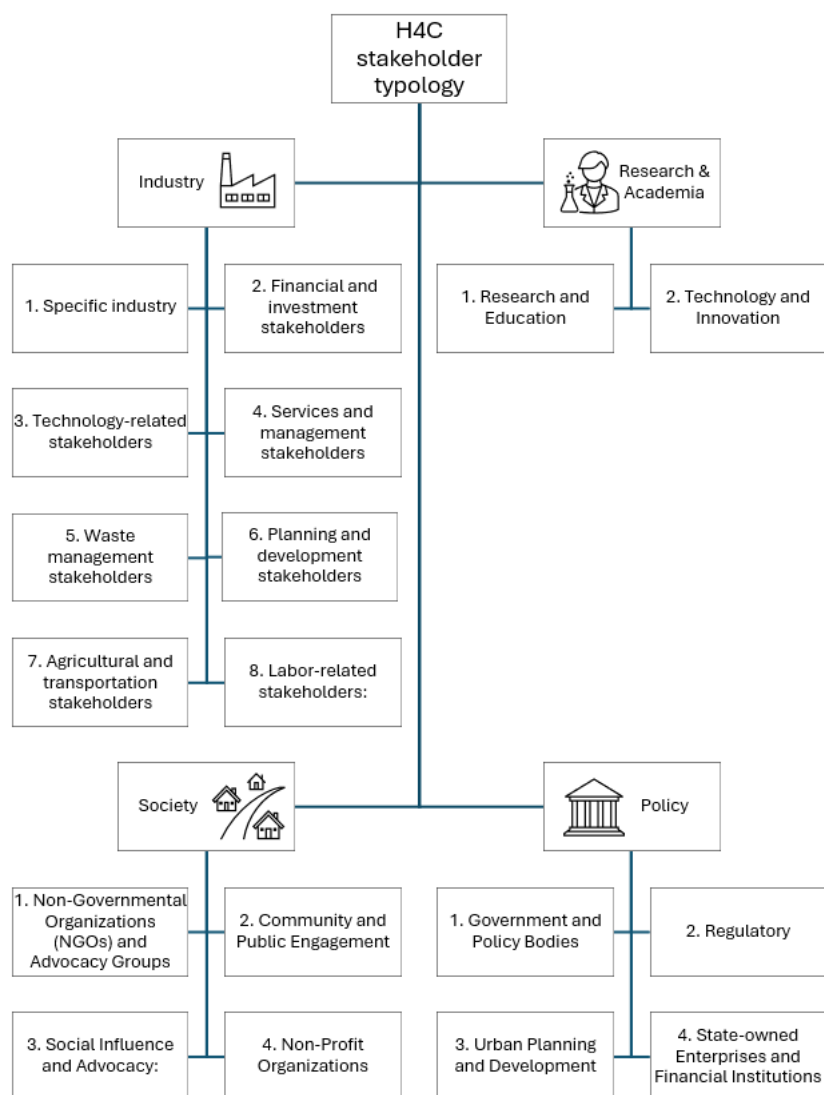 H4C
stakeholder
typology
Industry
Research &
Academia
1. Specific industry
2. Financial and
investment
stakeholders
1. Research and
Education
2. Technology and
Innovation
3. Technology-related
stakeholders
4. Services and
management
stakeholders
5. Waste
management
stakeholders
6. Planning and
development
stakeholders
7. Agricultural and
transportation
stakeholders
8. Labor-related
stakeholders:
Society
Policy
1. Non-Governmental
Organizations
(NGOs) and
Advocacy Groups
2. Community and
Public Engagement
1. Government and
Policy Bodies
2. Regulatory
3. Social Influence
and Advocacy:
4. Non-Profit
Organizations
3. Urban Planning
and Development
4. State-owned
Enterprises and
Financial Institutions